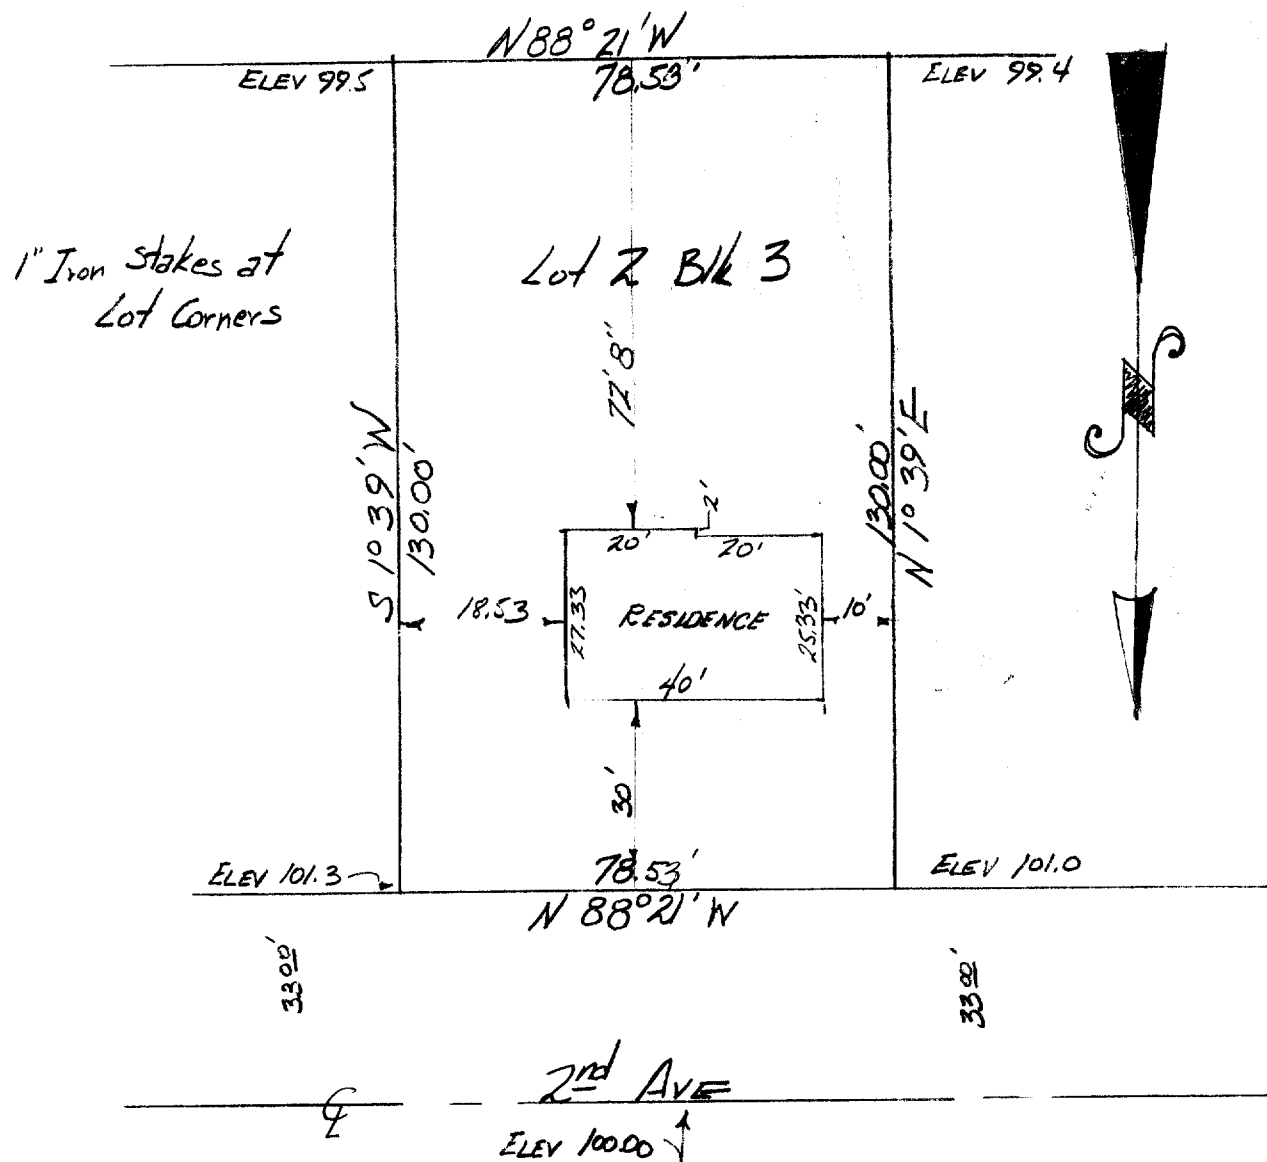 N 88° 21' W
78.53'
ELEV 99.5
ELEV 99.4
1" Iron Stakes at
Lot Corners
Lot 2 Blk 3
72' 8"
S 1° 39' W
130.00'
130.00'
N 1° 39' E
2'
20'
20'
18.53
27.33
RESIDENCE
25.33'
10'
40'
30'
ELEV 101.3
78.53'
ELEV 101.0
N 88° 21' W
33 00'
33 00'
2nd AVE
℄
ELEV 100.00
N